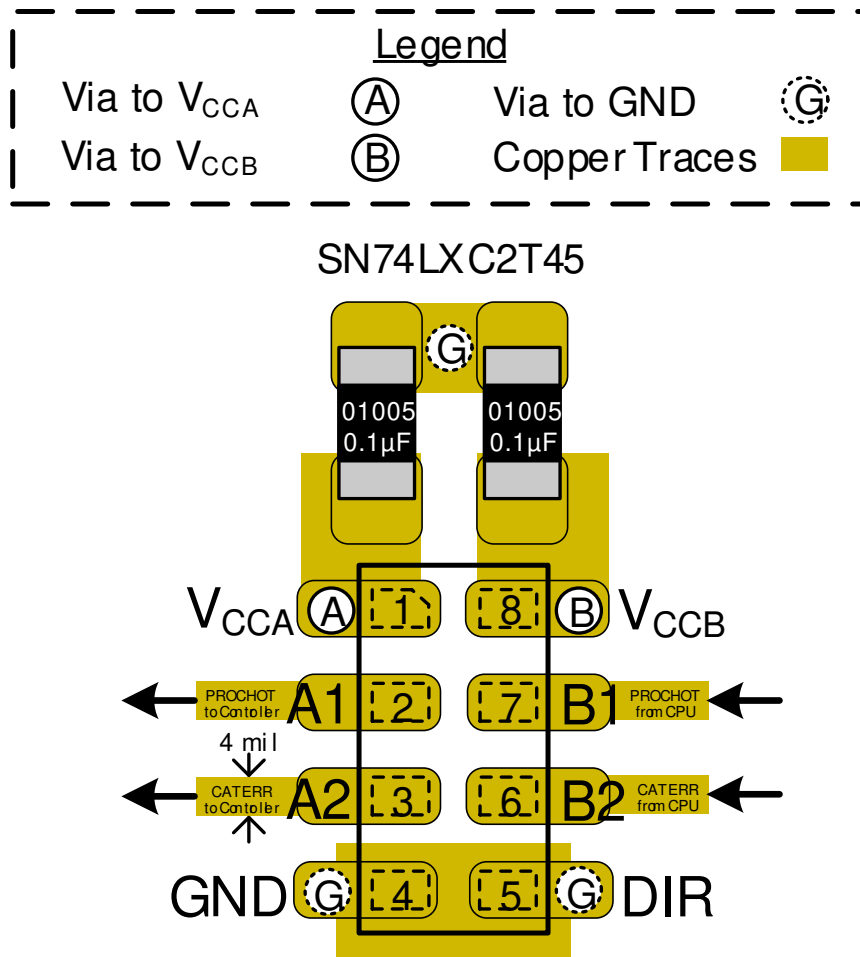 Legend
Via to VCCA A Via to GND G
Via to VCCB B Copper Traces
SN74LXC2T45
G
01005 01005
0.1µF 0.1µF
VCCA A 1 8 B VCCB
PROCHOT to Contoller A1 2 7 B1 PROCHOT from CPU
4 mil
CATERR to Contoller A2 3 6 B2 CATERR from CPU
GND G 4 5 G DIR